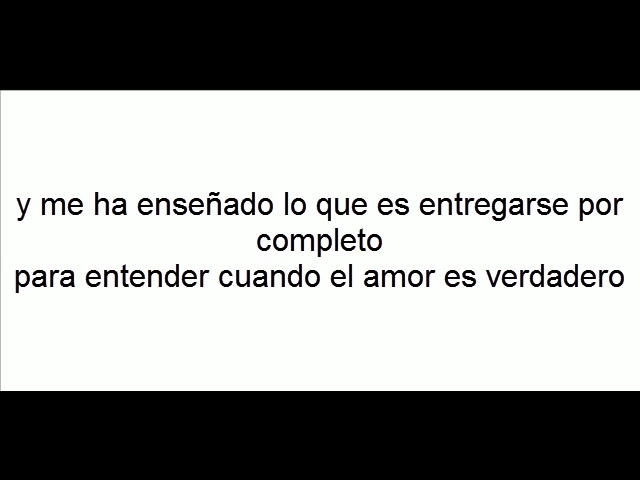 y me ha enseñado lo que es entregarse por
completo
para entender cuando el amor es verdadero